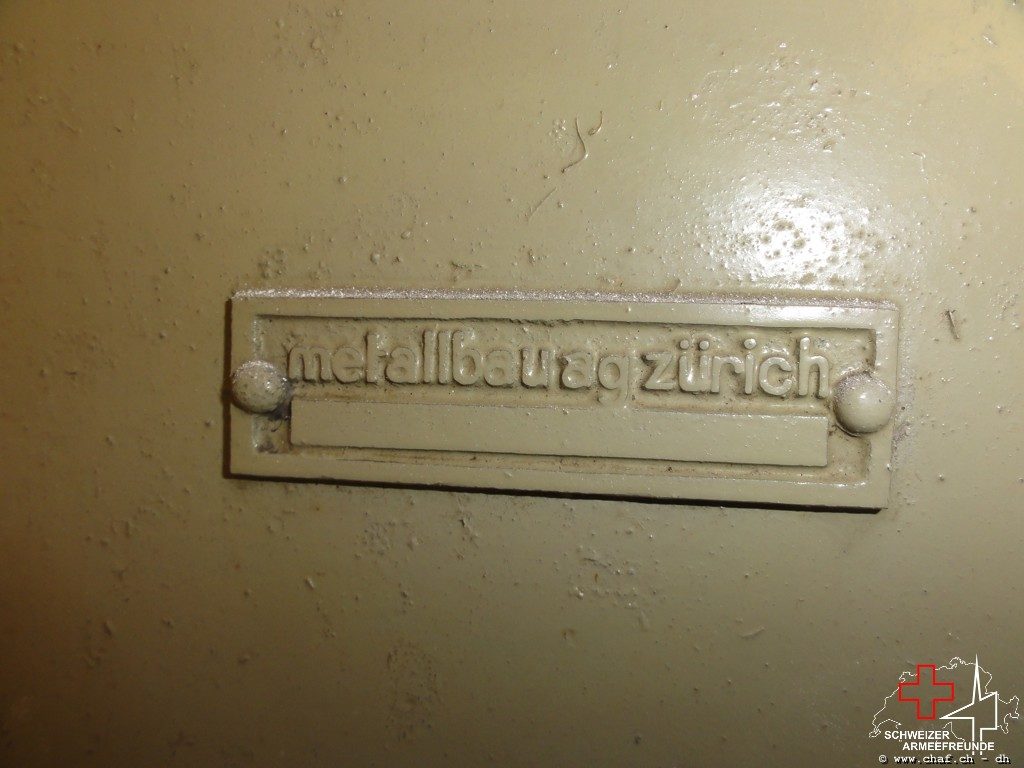 metallbau ag zürich
SCHWEIZER
ARMEEFREUNDE
© www.chaf.ch - dh